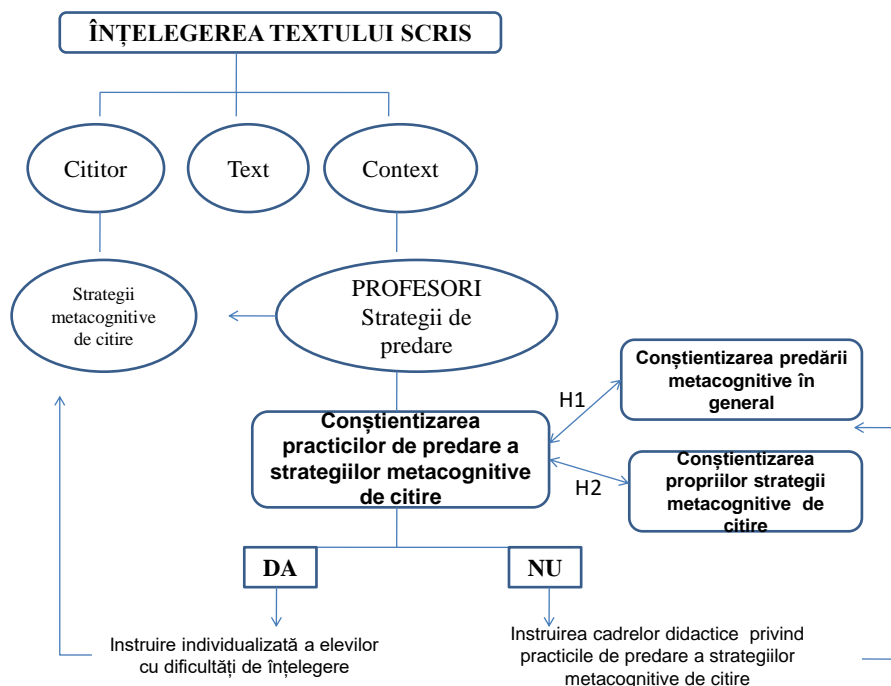 ÎNȚELEGEREA TEXTULUI SCRIS
Cititor
Text
Context
Strategii
metacognitive
de citire
PROFESORI
Strategii de
predare
Conștientizarea predării
metacognitive în
general
H1
Conștientizarea
practicilor de predare a
strategiilor metacognitive
de citire
H2
Conștientizarea
propriilor strategii
metacognitive de
citire
DA
NU
Instruire individualizată a elevilor
cu dificultăți de înțelegere
Instruirea cadrelor didactice privind
practicile de predare a strategiilor
metacognitive de citire